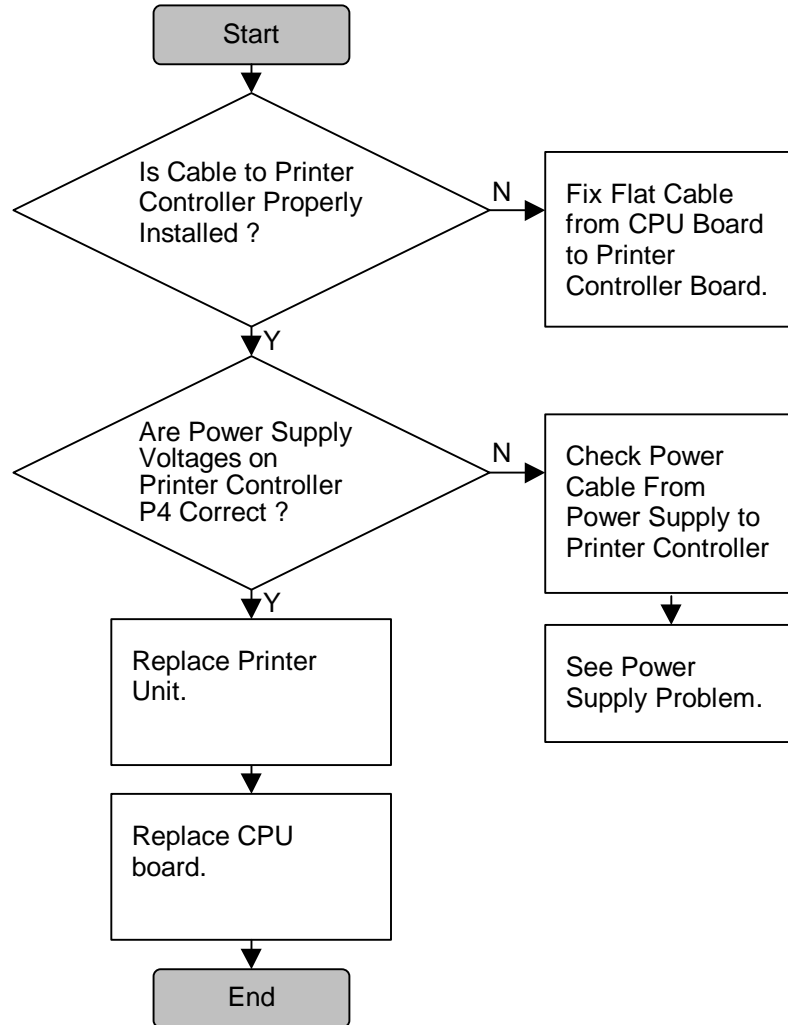 Start
Is Cable to Printer
Controller Properly
Installed ?
N
Fix Flat Cable
from CPU Board
to Printer
Controller Board.
Y
Are Power Supply
Voltages on
Printer Controller
P4 Correct ?
N
Check Power
Cable From
Power Supply to
Printer Controller
Y
Replace Printer
Unit.
See Power
Supply Problem.
Replace CPU
board.
End